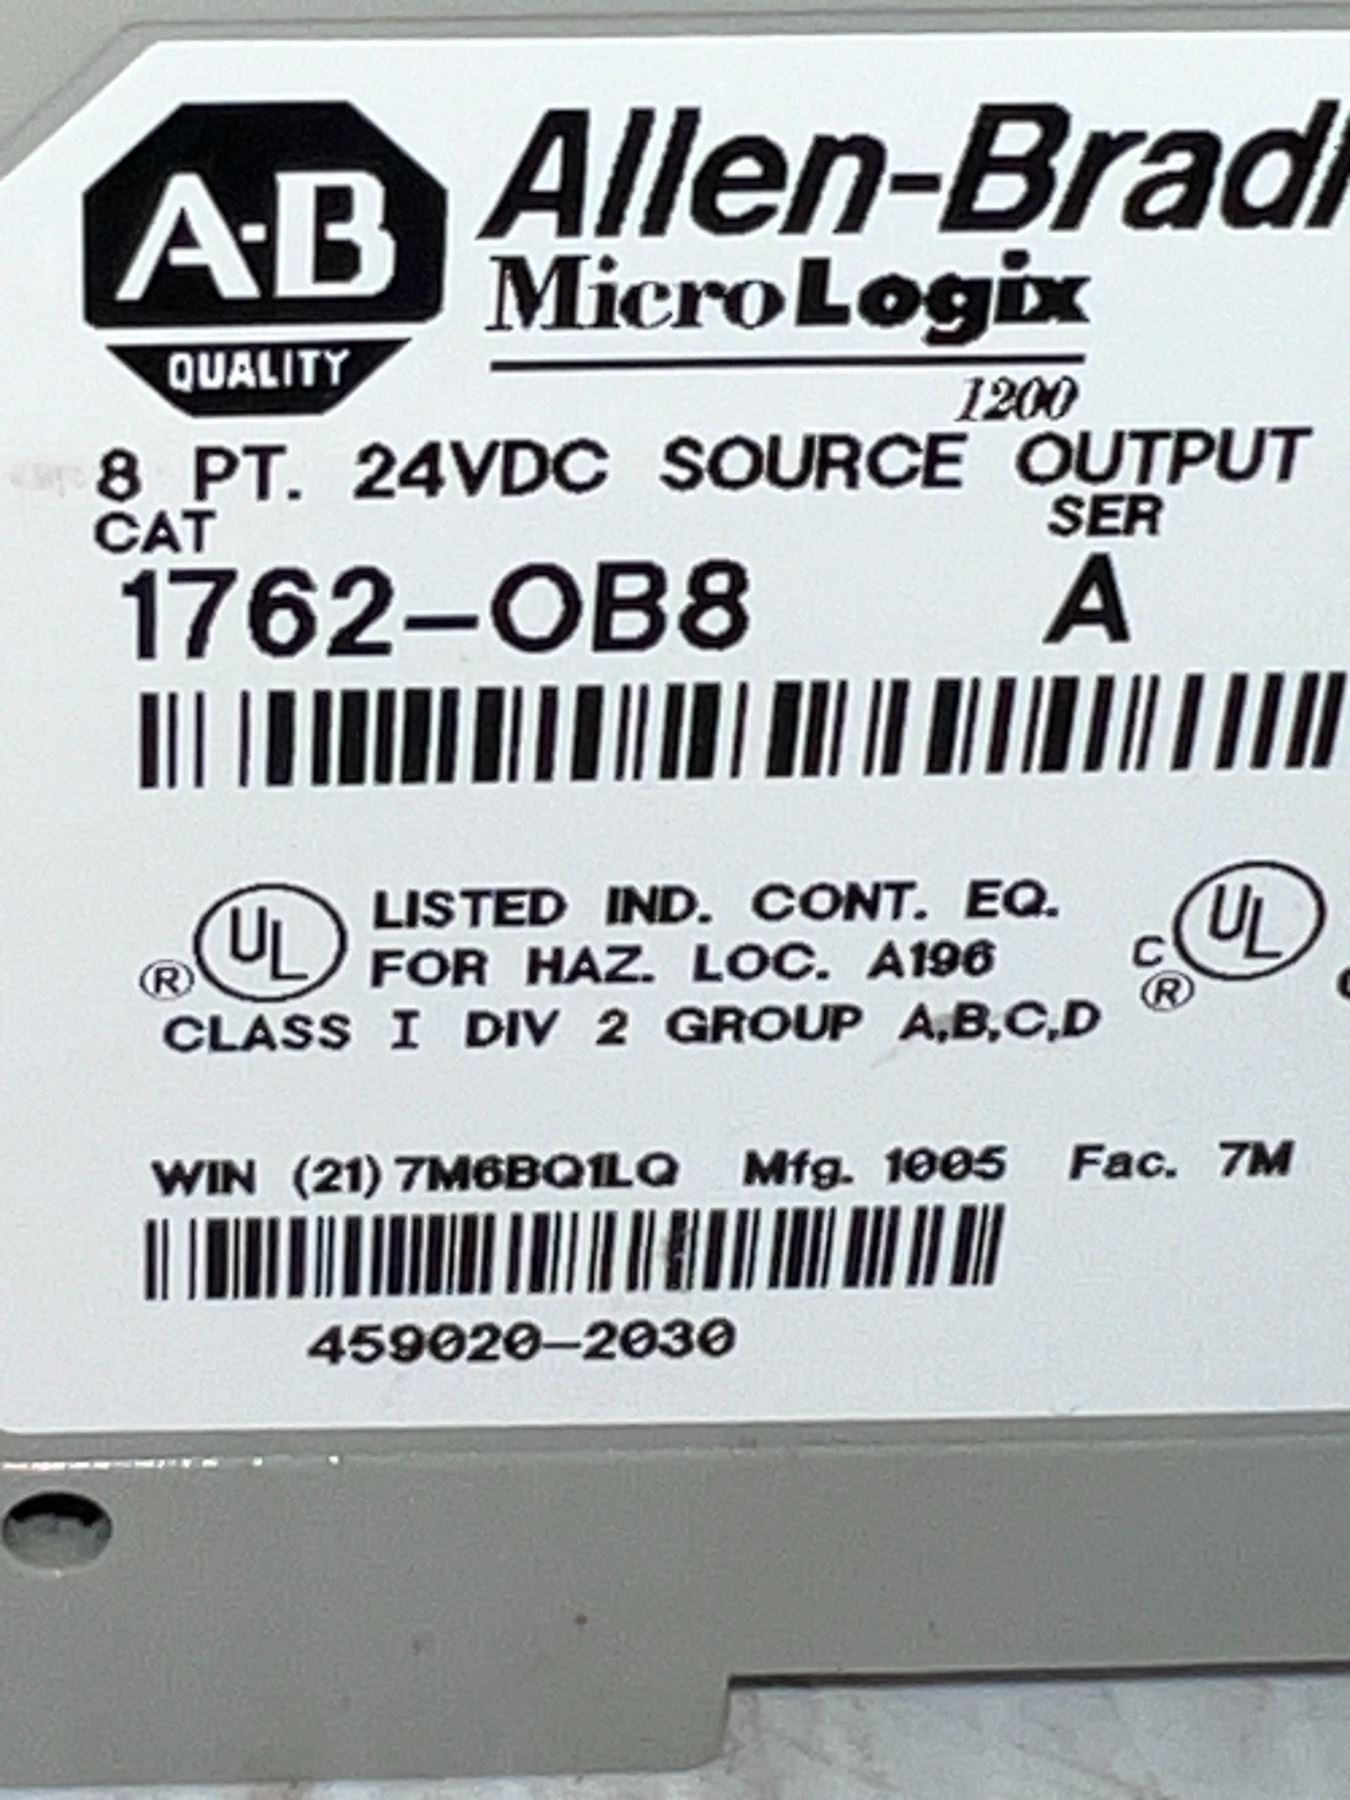 A-B
QUALITY
Allen-Bradl
MicroLogix
1200
8 PT. 24VDC SOURCE OUTPUT
CAT SER
1762-OB8 A
UL ® LISTED IND. CONT. EQ.
FOR HAZ. LOC. A196
CLASS I DIV 2 GROUP A,B,C,D
C UL ®
WIN (21) 7M6BQ1LQ Mfg. 1005 Fac. 7M
459020-2030